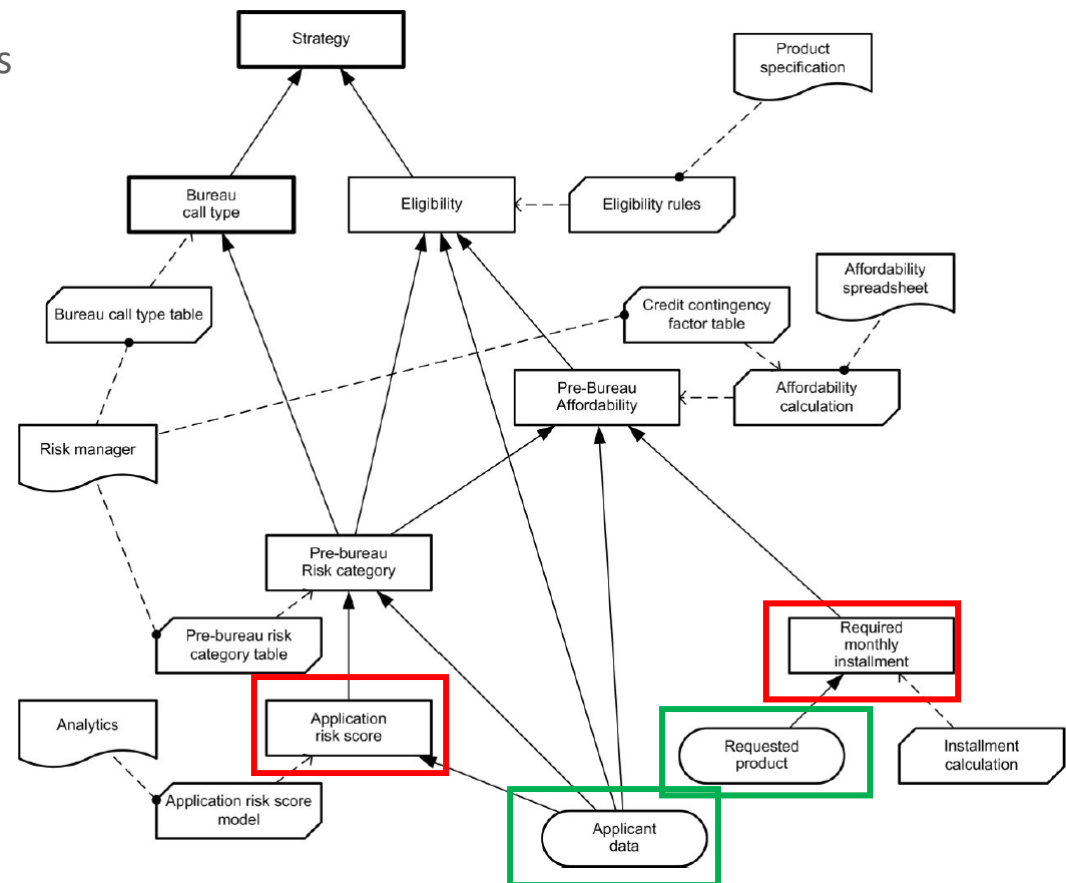 s
Strategy
Product
specification
Bureau
call type
Eligibility
Eligibility rules
Affordability
spreadsheet
Bureau call type table
Credit contingency
factor table
Pre-Bureau
Affordability
Affordability
calculation
Risk manager
Pre-bureau
Risk category
Pre-bureau risk
category table
Required
monthly
installment
Analytics
Application
risk score
Requested
product
Installment
calculation
Application risk score
model
Applicant
data